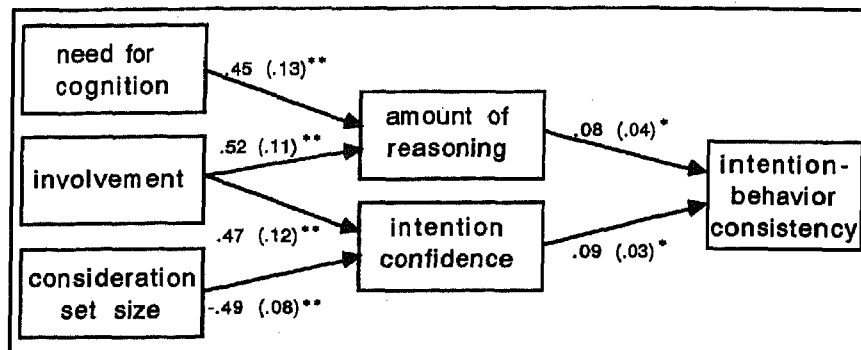 need for
cognition
.45 (.13)**
amount of
reasoning
.08 (.04)*
.52 (.11)**
involvement
intention-
behavior
consistency
.47 (.12)**
intention
confidence
.09 (.03)*
consideration
set size
-.49 (.08)**